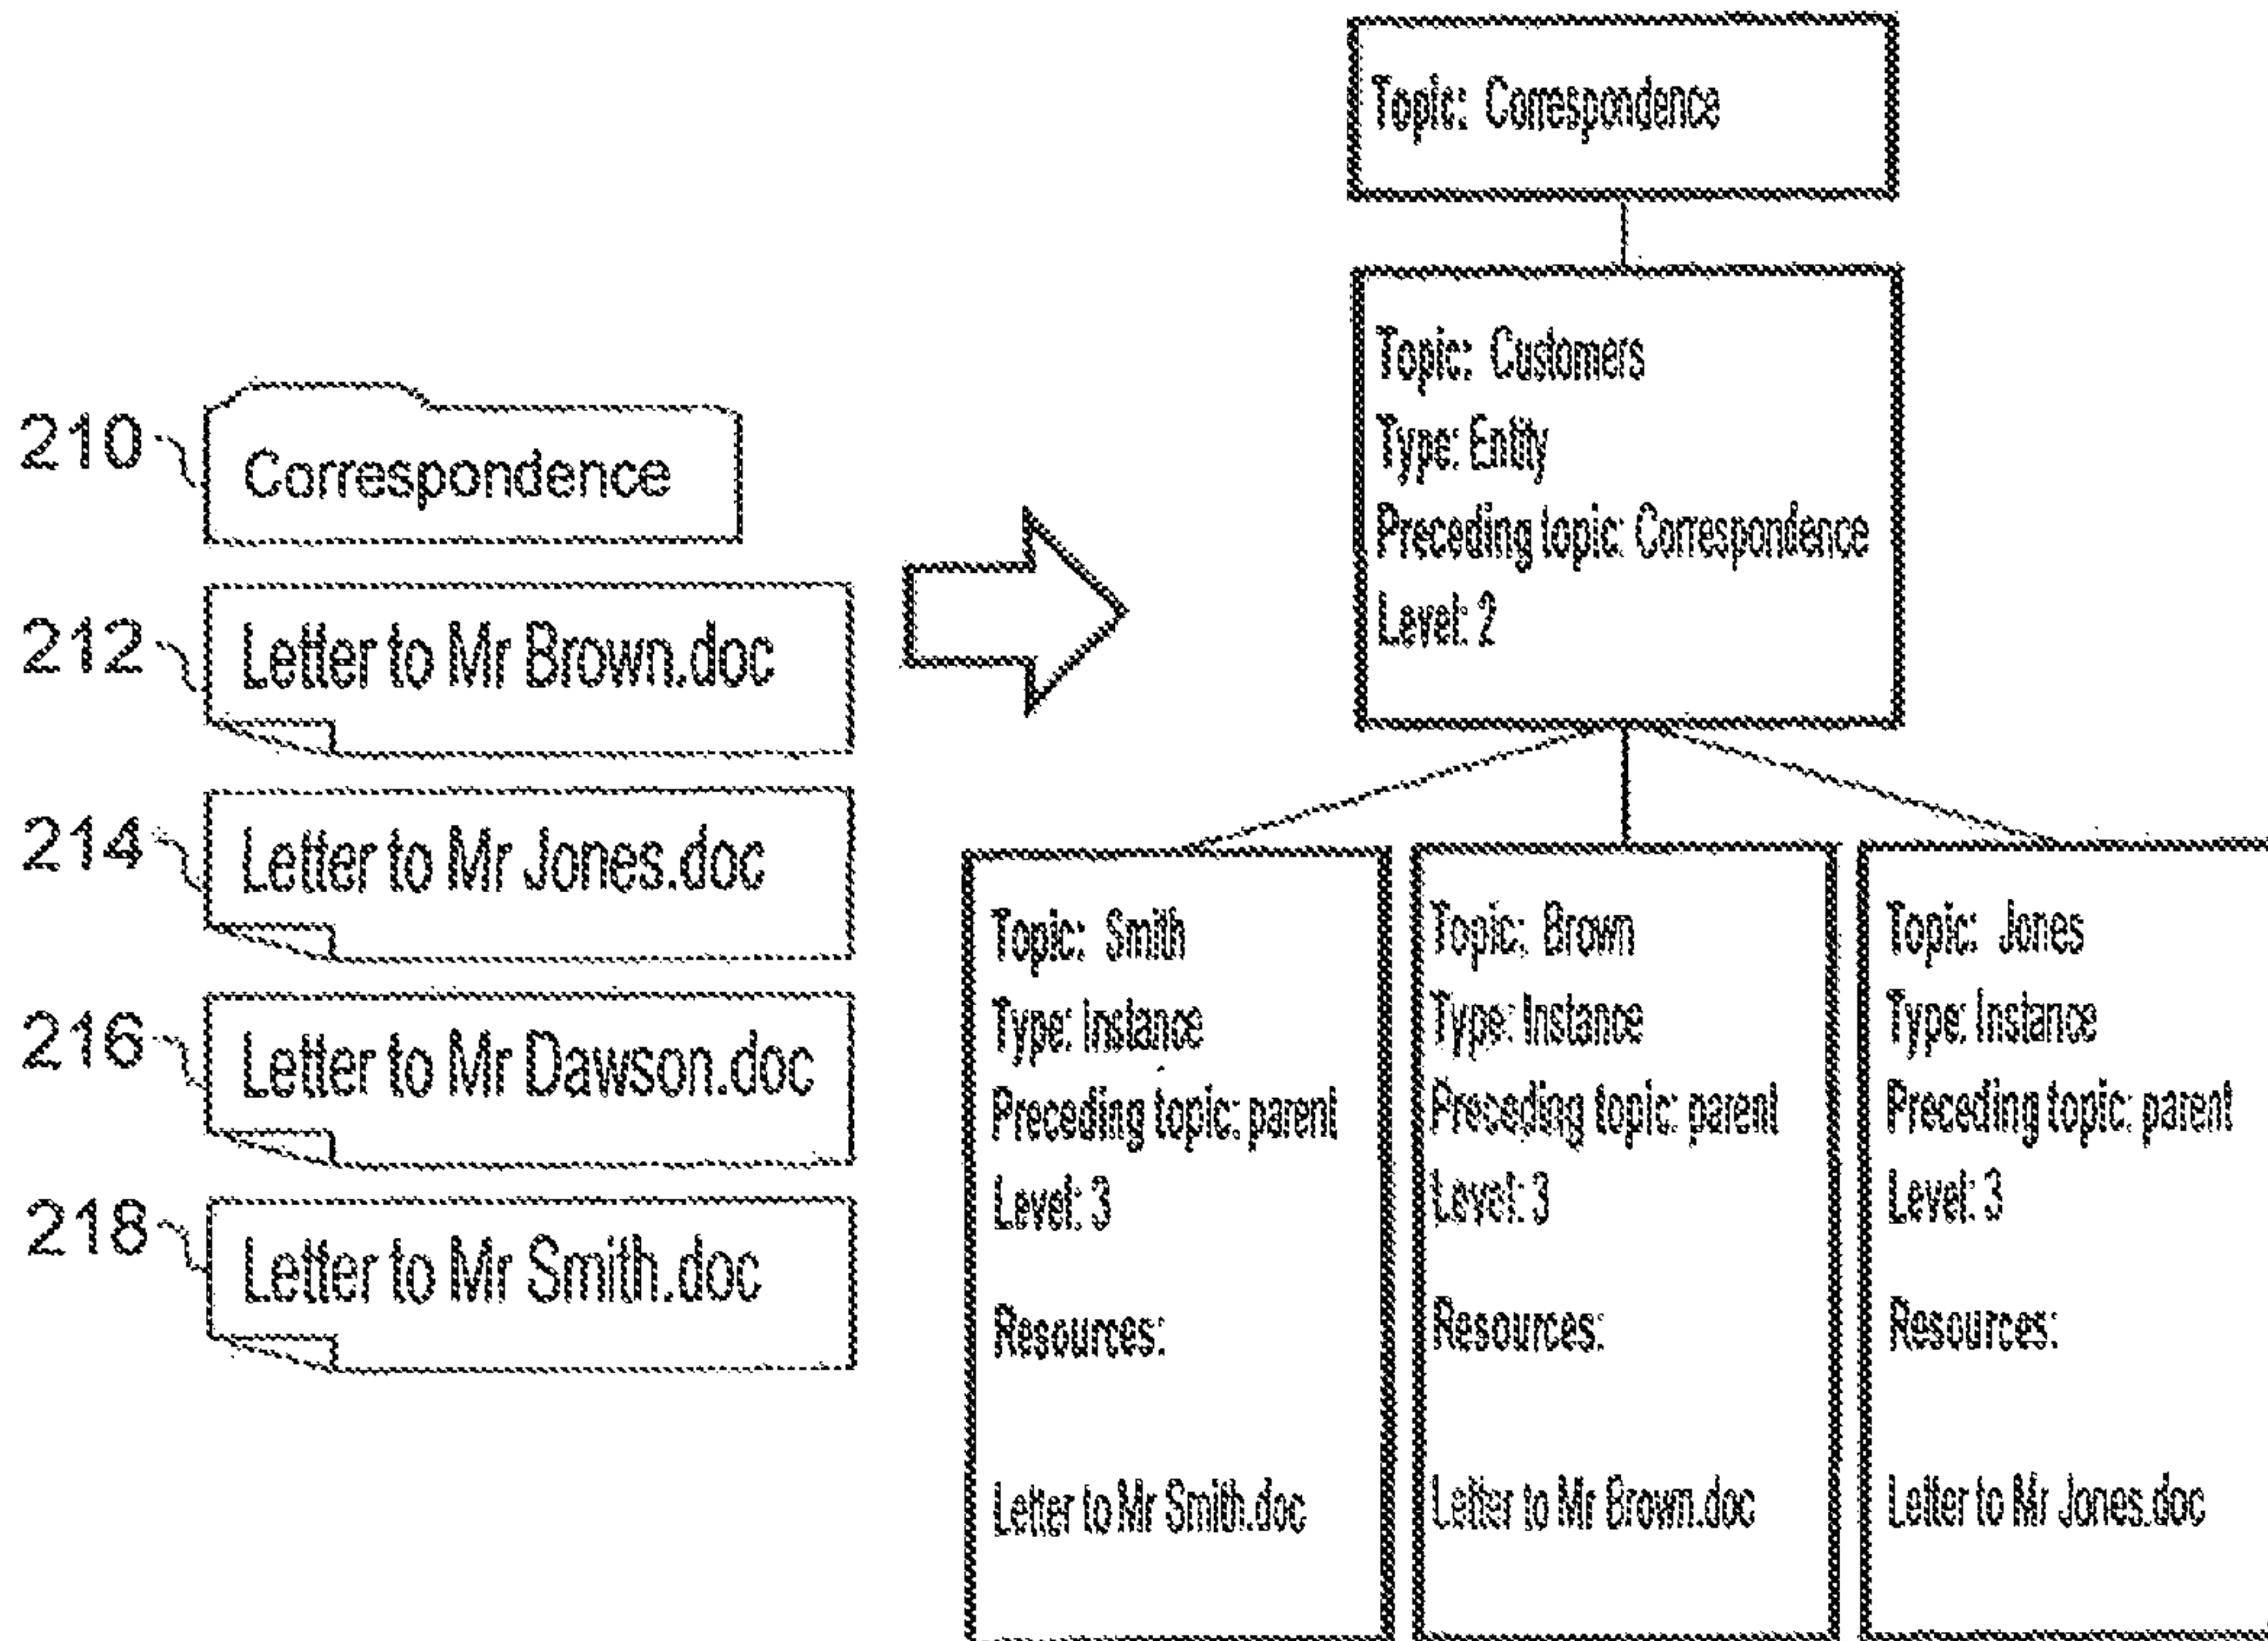 210
Correspondence
212
Letter to Mr Brown.doc
214
Letter to Mr Jones.doc
216
Letter to Mr Dawson.doc
218
Letter to Mr Smith.doc
Topic: Correspondence
Topic: Customers
Type: Entity
Preceding topic: Correspondence
Level: 2
Topic: Smith
Type: Instance
Preceding topic: parent
Level: 3
Resources:
Letter to Mr Smith.doc
Topic: Brown
Type: Instance
Preceding topic: parent
Level: 3
Resources:
Letter to Mr Brown.doc
Topic: Jones
Type: Instance
Preceding topic: parent
Level: 3
Resources:
Letter to Mr Jones.doc